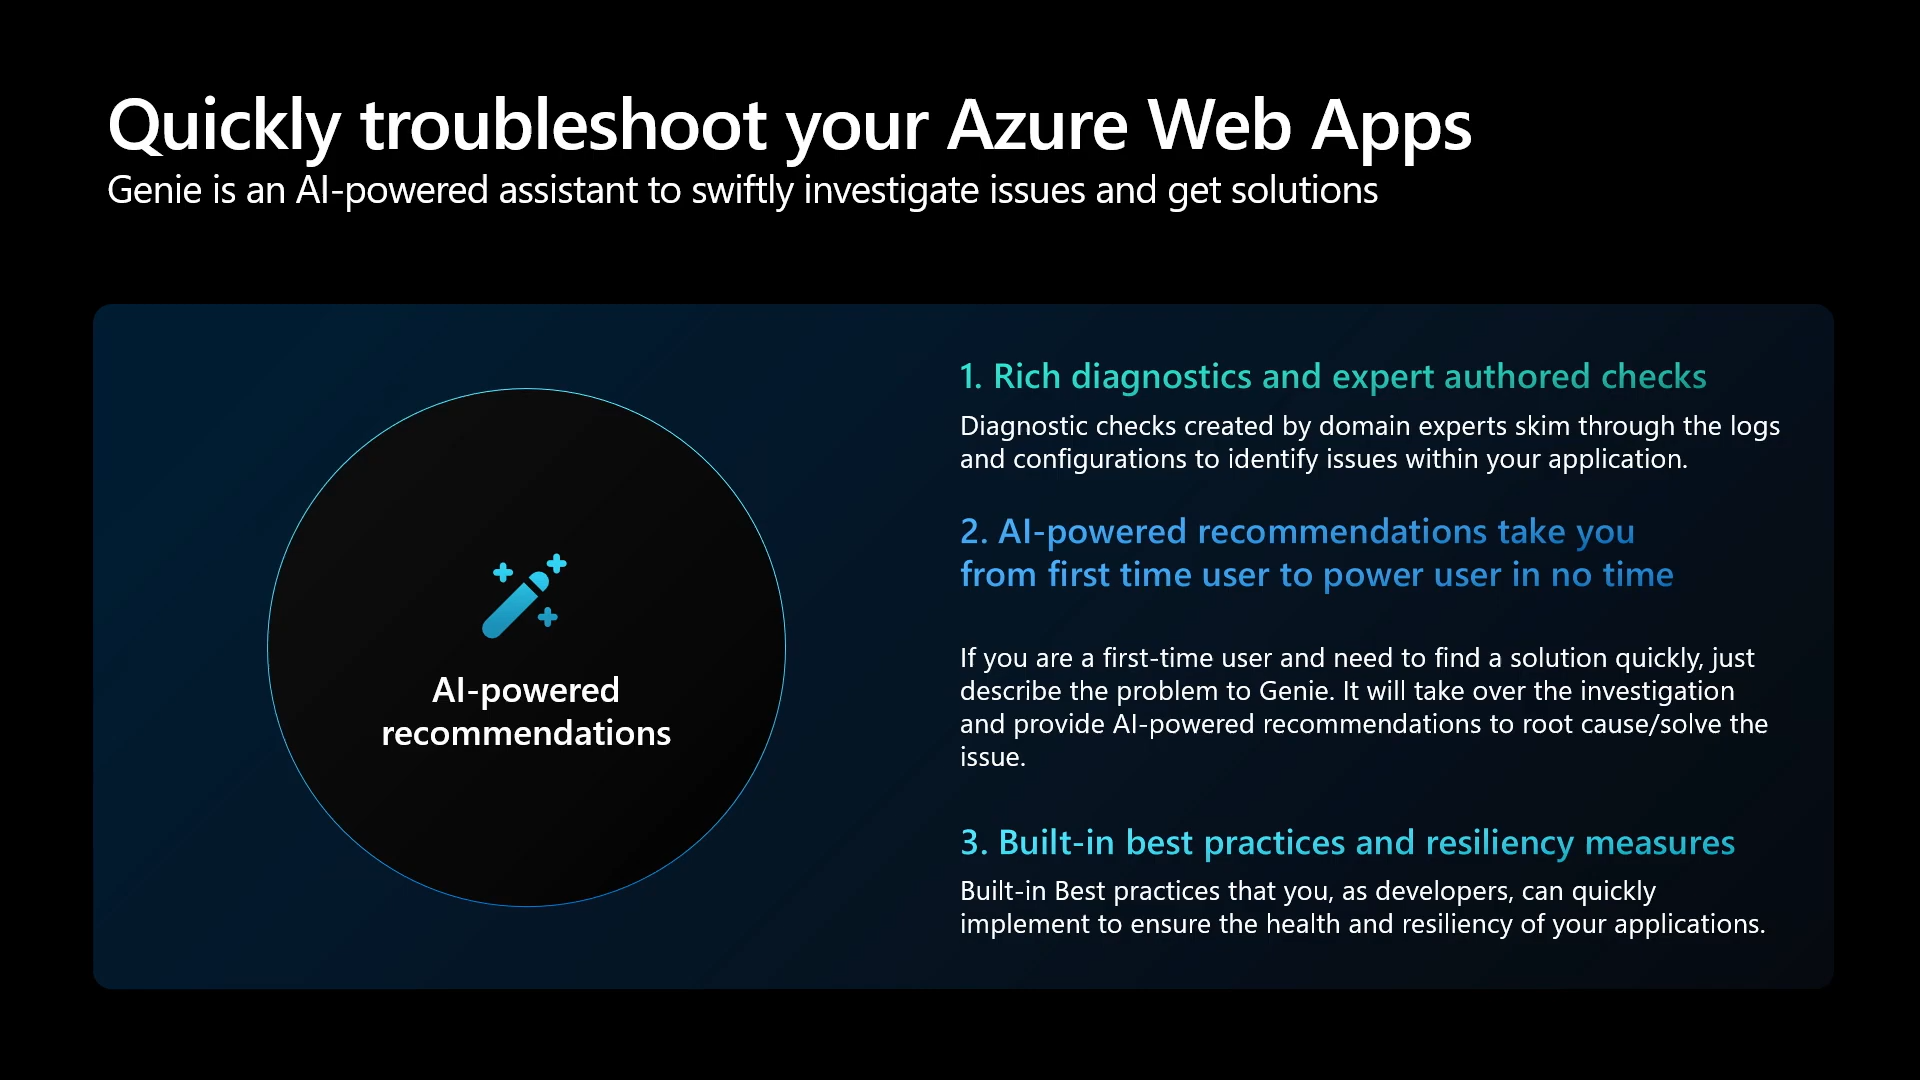 Quickly troubleshoot your Azure Web Apps
Genie is an AI-powered assistant to swiftly investigate issues and get solutions
AI-powered
recommendations
1. Rich diagnostics and expert authored checks
Diagnostic checks created by domain experts skim through the logs
and configurations to identify issues within your application.
2. AI-powered recommendations take you
from first time user to power user in no time
If you are a first-time user and need to find a solution quickly, just
describe the problem to Genie. It will take over the investigation
and provide AI-powered recommendations to root cause/solve the
issue.
3. Built-in best practices and resiliency measures
Built-in Best practices that you, as developers, can quickly
implement to ensure the health and resiliency of your applications.